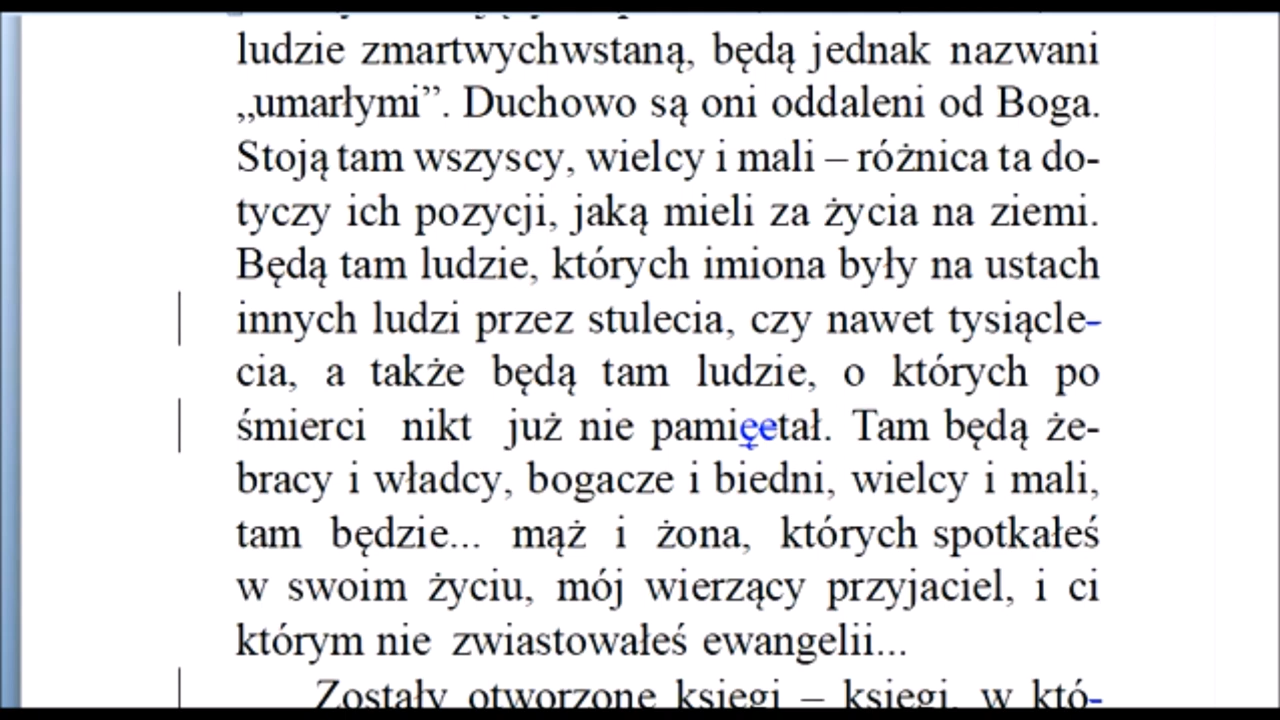 ludzie zmartwychwstaną, będą jednak nazwani
„umarłymi”. Duchowo są oni oddaleni od Boga.
Stoją tam wszyscy, wielcy i mali – różnica ta do-
tyczy ich pozycji, jaką mieli za życia na ziemi.
Będą tam ludzie, których imiona były na ustach
innych ludzi przez stulecia, czy nawet tysiącle-
cia, a także będą tam ludzie, o których po
śmierci nikt już nie pamięetał. Tam będą że-
bracy i władcy, bogacze i biedni, wielcy i mali,
tam będzie... mąż i żona, których spotkałeś
w swoim życiu, mój wierzący przyjaciel, i ci
którym nie zwiastowałeś ewangelii...
Zostały otworzone księgi – księgi, w któ-